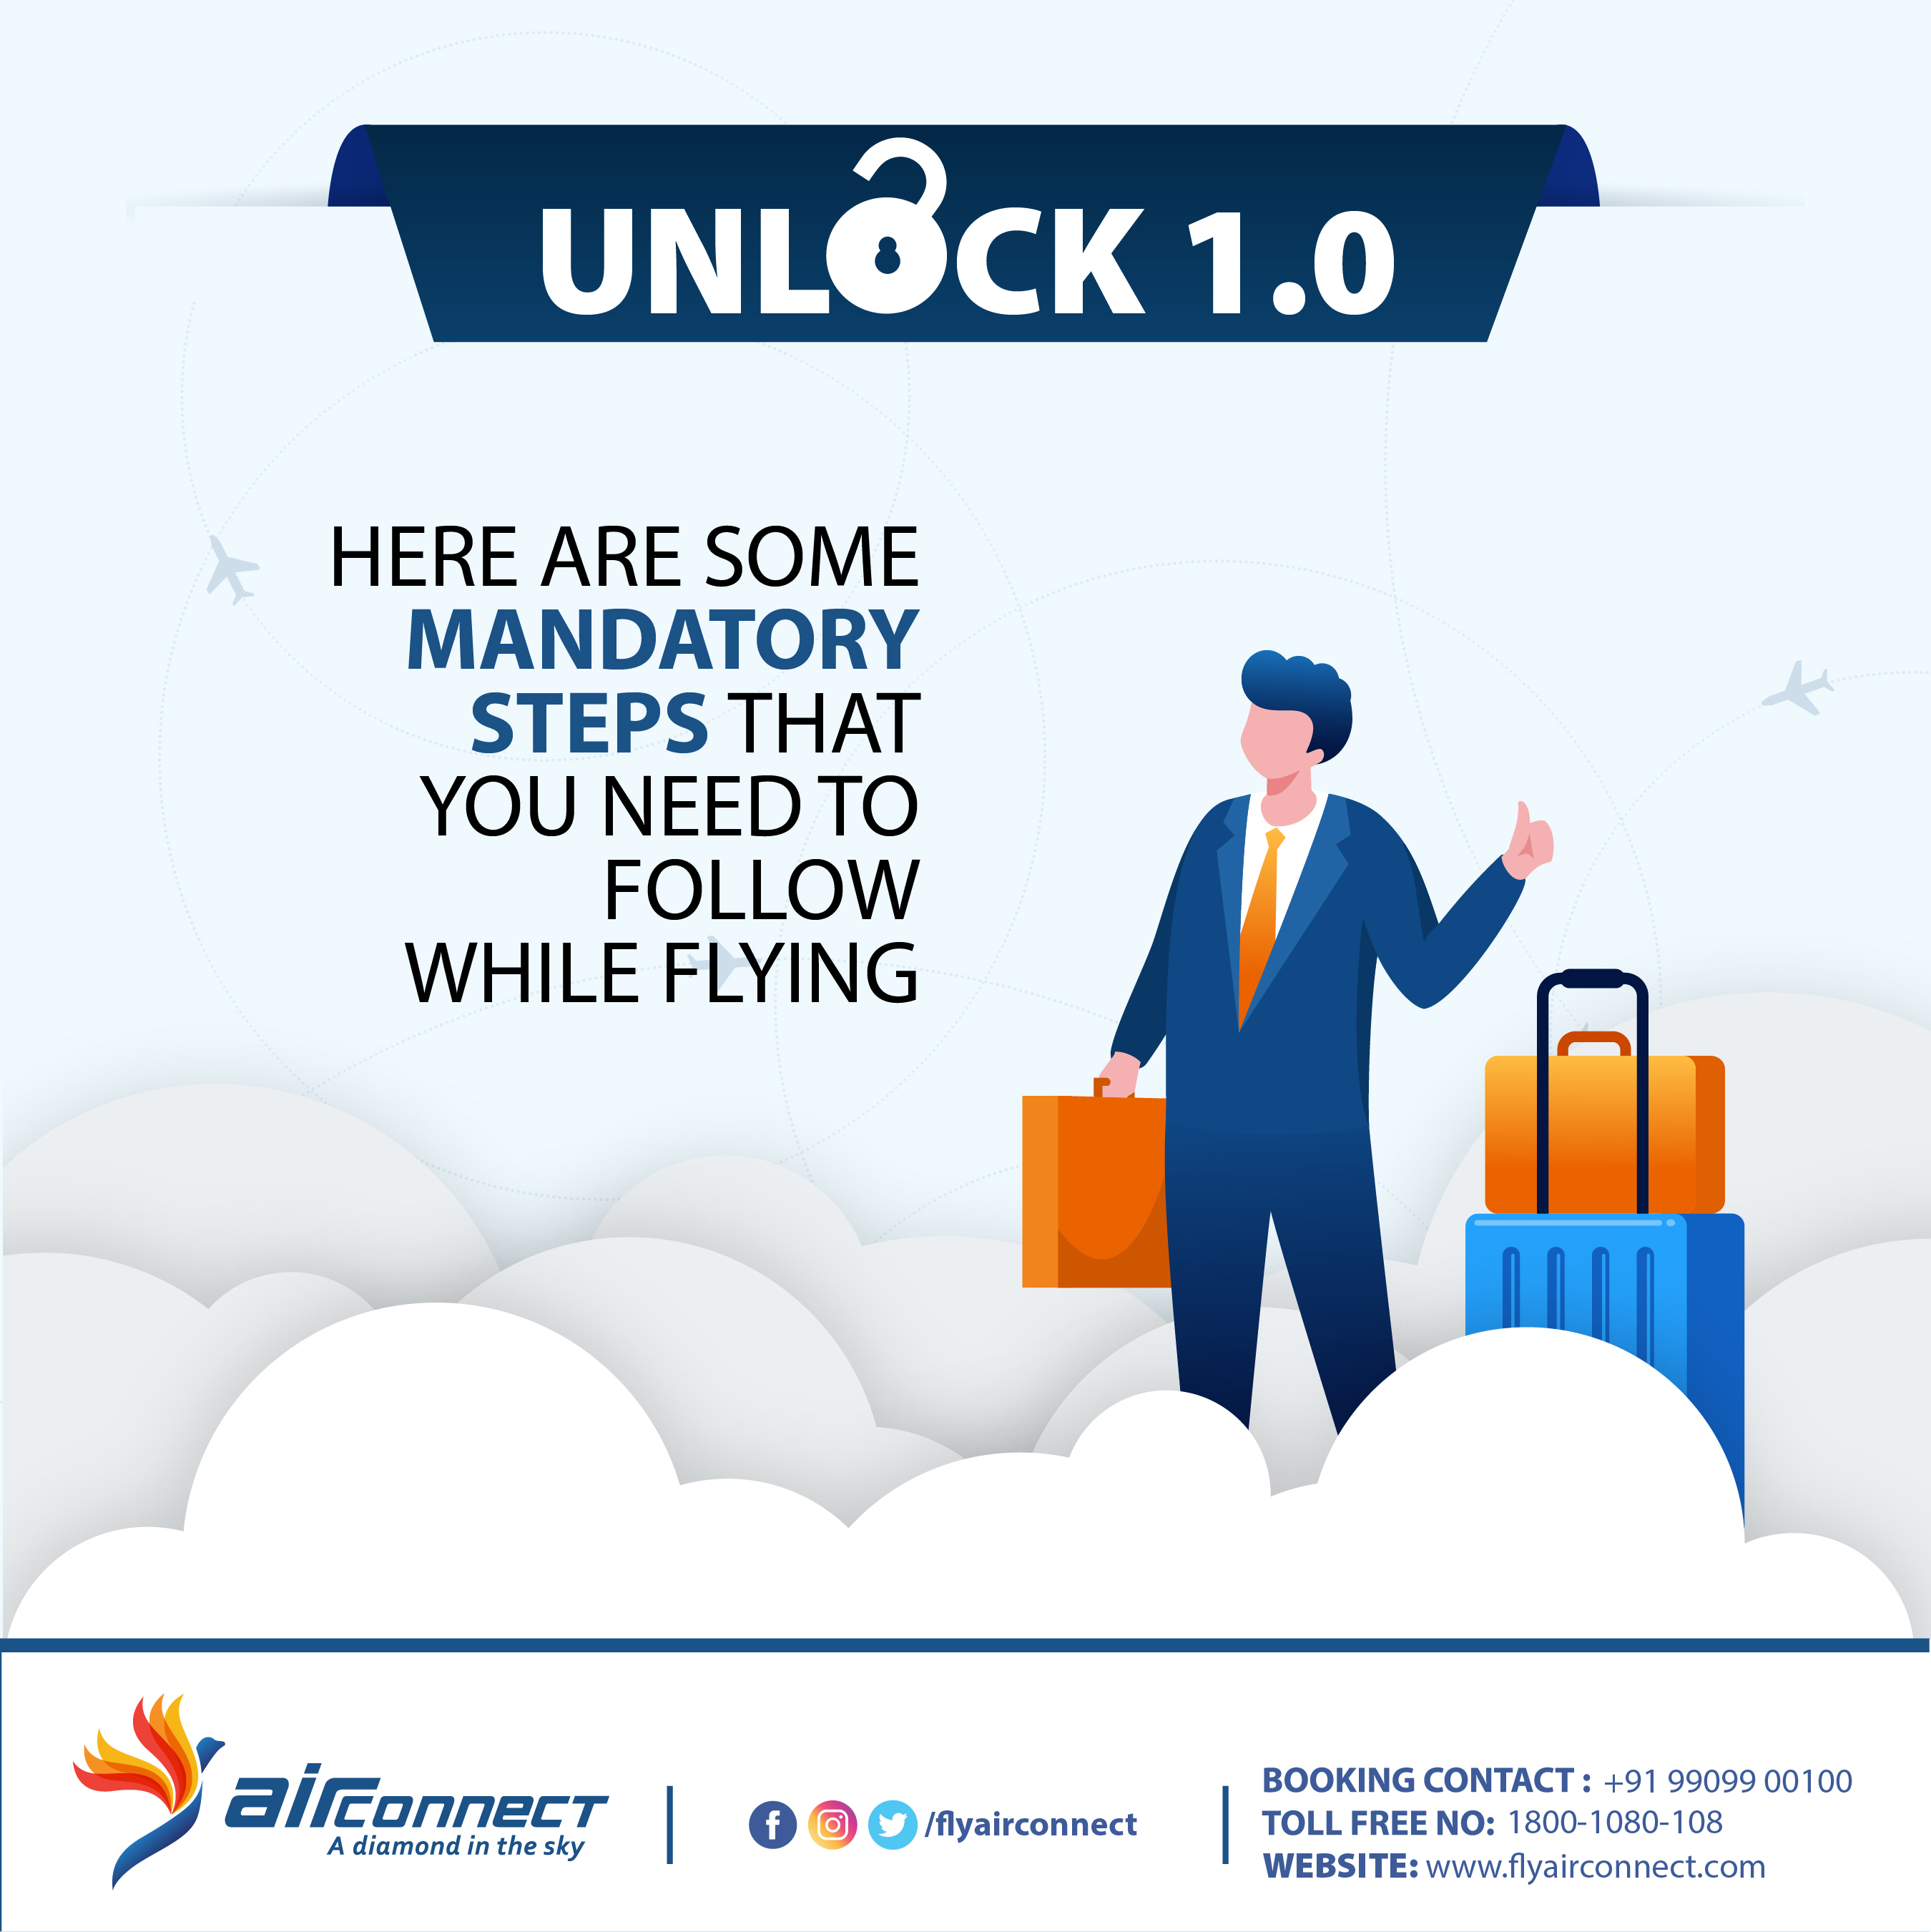 UNLOCK 1.0
HERE ARE SOME
MANDATORY
STEPS THAT
YOU NEED TO
FOLLOW
WHILE FLYING
airconnect
A diamond in the sky
/flyairconnect
BOOKING CONTACT : +91 99099 00100
TOLL FREE NO: 1800-1080-108
WEBSITE: www.flyairconnect.com